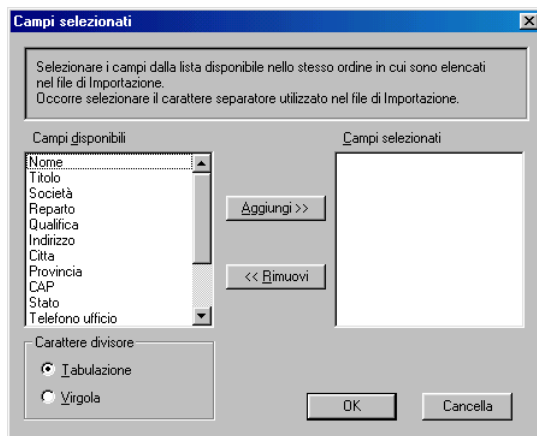 Campi selezionati
Selezionare i campi dalla lista disponibile nello stesso ordine in cui sono elencati
nel file di Importazione.
Occorre selezionare il carattere separatore utilizzato nel file di Importazione.
Campi disponibili
Campi selezionati
Nome
Titolo
Società
Reparto
Qualifica
Indirizzo
Citta
Provincia
CAP
Stato
Telefono ufficio
Aggiungi >>
<< Rimuovi
Carattere divisore
Tabulazione
Virgola
OK
Cancella